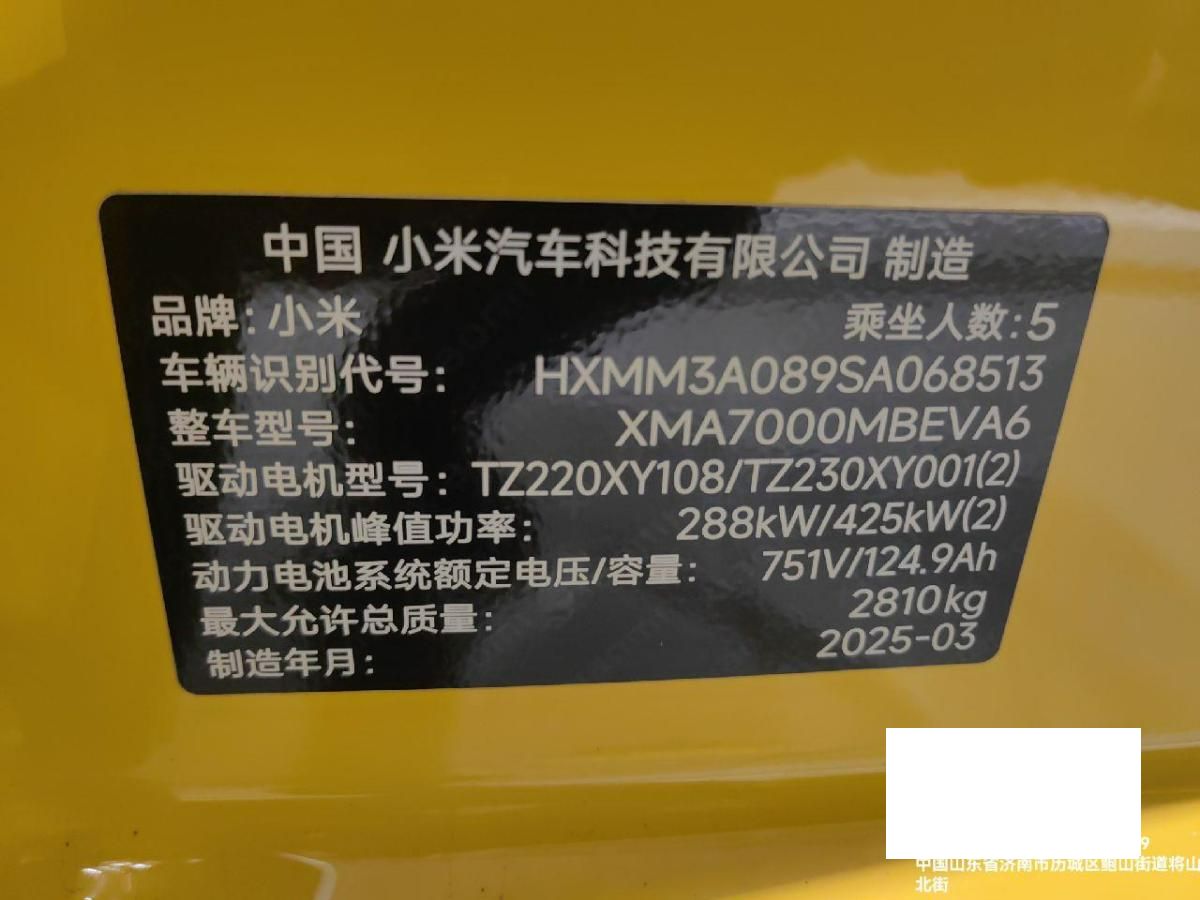 中国 小米汽车科技有限公司 制造
品牌:小米 乘坐人数:5
车辆识别代号: HXMM3A089SA068513
整车型号: XMA7000MBEVA6
驱动电机型号: TZ220XY108/TZ230XY001(2)
驱动电机峰值功率: 288kW/425kW(2)
动力电池系统额定电压/容量: 751V/124.9Ah
最大允许总质量: 2810kg
制造年月: 2025-03
9
中国山东省济南市历城区鲍山街道将山
北街